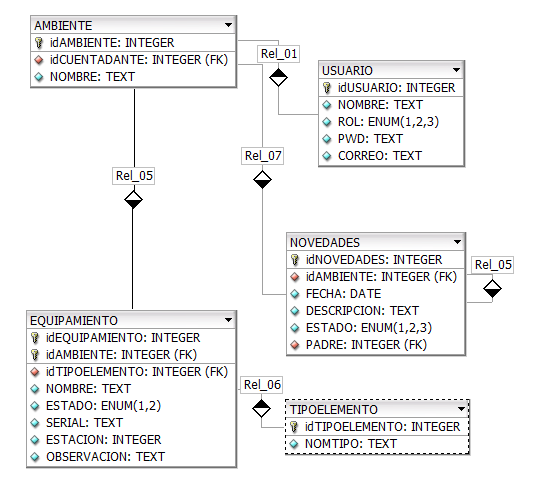 AMBIENTE
idAMBIENTE: INTEGER
idCUENTADANTE: INTEGER (FK)
NOMBRE: TEXT
Rel_01
USUARIO
idUSUARIO: INTEGER
NOMBRE: TEXT
ROL: ENUM(1,2,3)
PWD: TEXT
CORREO: TEXT
Rel_07
Rel_05
NOVEDADES
idNOVEDADES: INTEGER
idAMBIENTE: INTEGER (FK)
FECHA: DATE
DESCRIPCION: TEXT
ESTADO: ENUM(1,2,3)
PADRE: INTEGER (FK)
Rel_05
EQUIPAMIENTO
idEQUIPAMIENTO: INTEGER
idAMBIENTE: INTEGER (FK)
idTIPOELEMENTO: INTEGER (FK)
NOMBRE: TEXT
ESTADO: ENUM(1,2)
SERIAL: TEXT
ESTACION: INTEGER
OBSERVACION: TEXT
Rel_06
TIPOELEMENTO
idTIPOELEMENTO: INTEGER
NOMTIPO: TEXT